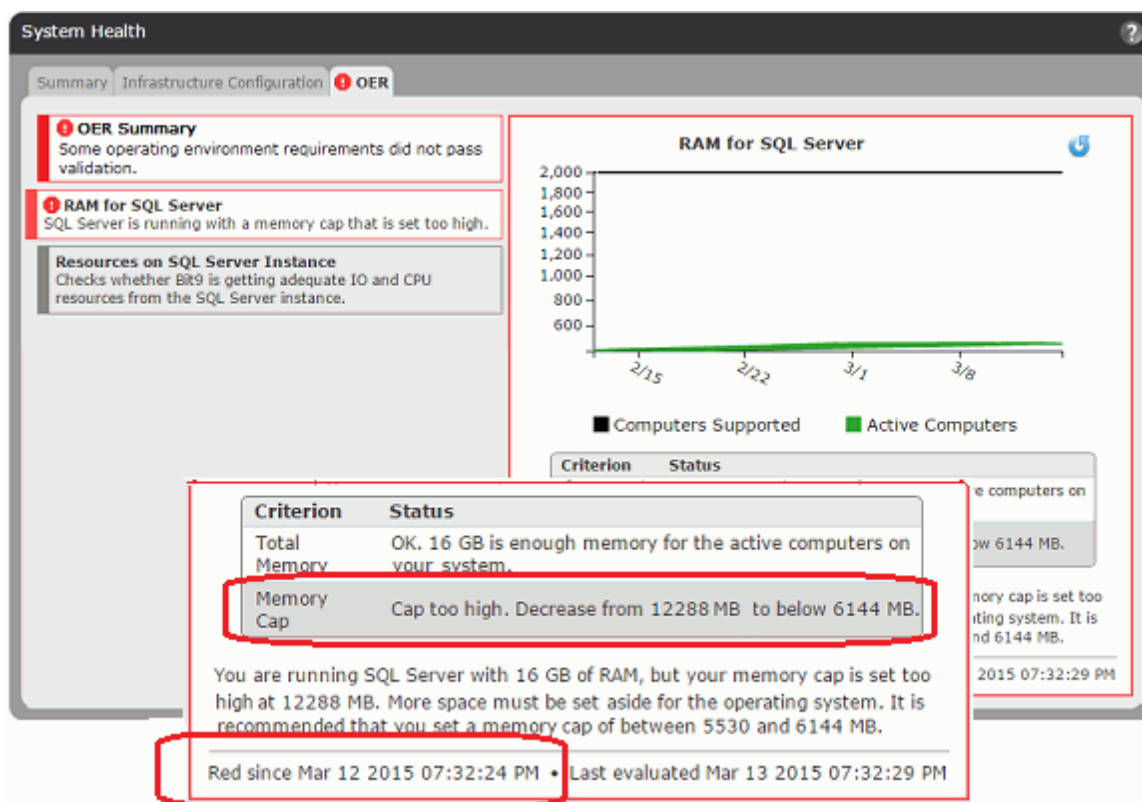 System Health
?
Summary
Infrastructure Configuration
! OER
! OER Summary
Some operating environment requirements did not pass
validation.
! RAM for SQL Server
SQL Server is running with a memory cap that is set too high.
Resources on SQL Server Instance
Checks whether Bit9 is getting adequate IO and CPU
resources from the SQL Server instance.
RAM for SQL Server
2,000
1,800
1,600
1,400
1,200
1.000
800
600
2/15
2/22
3/1
3/8
Computers Supported
Active Computers
Criterion Status
e computers on
ow 6144 MB.
nory cap is set too
ating system. It is
nd 6144 MB.
2015 07:32:29 PM
Criterion Status
Total
Memory
OK. 16 GB is enough memory for the active computers on
your system.
Memory
Cap
Cap too high. Decrease from 12288 MB to below 6144 MB.
You are running SQL Server with 16 GB of RAM, but your memory cap is set too
high at 12288 MB. More space must be set aside for the operating system. It is
recommended that you set a memory cap of between 5530 and 6144 MB.
Red since Mar 12 2015 07:32:24 PM • Last evaluated Mar 13 2015 07:32:29 PM